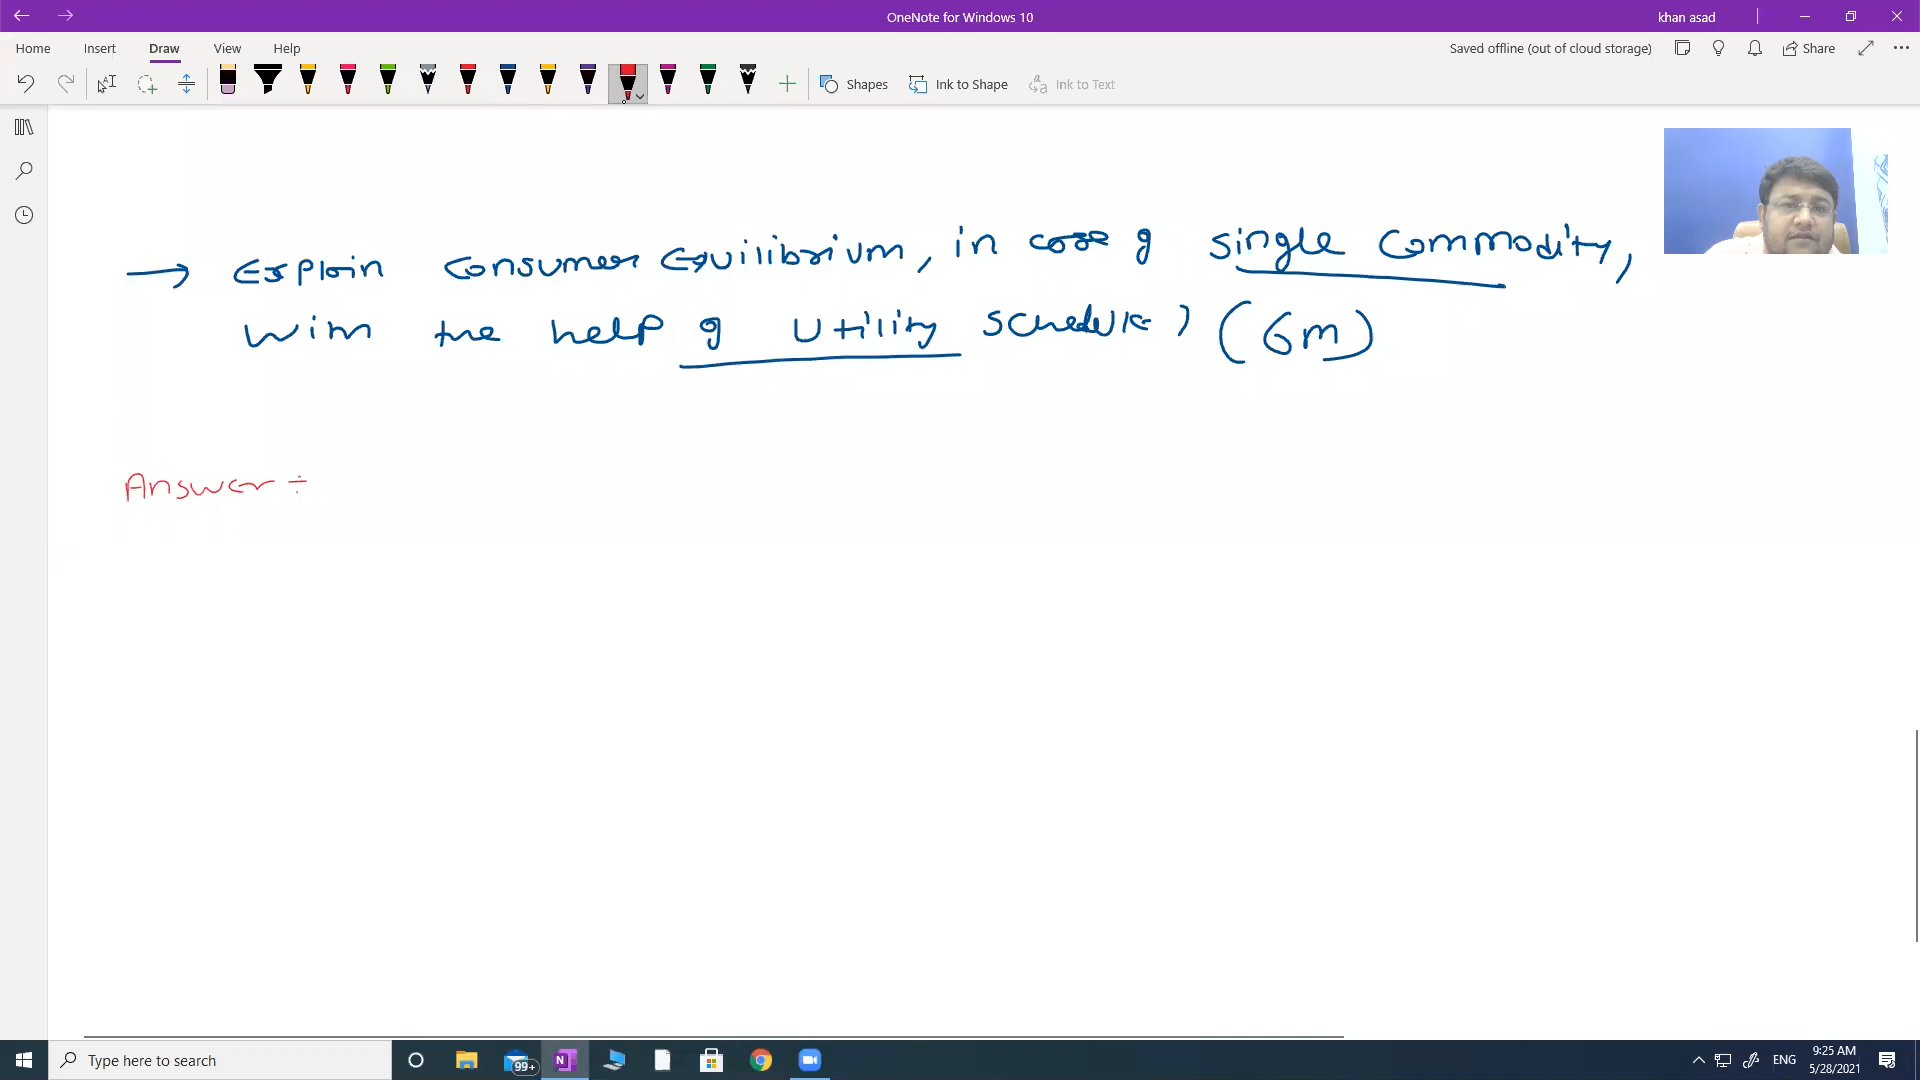 OneNote for Windows 10
khan asad
Home Insert Draw View Help
Saved offline (out of cloud storage)
Share
Shapes
Ink to Shape
Ink to Text
→ Explain Consumer Equilibrium, in case of single Commodity,
With the help of Utility Schedule? (6m)
Answer ÷
Type here to search
99+
ENG
9:25 AM
5/28/2021